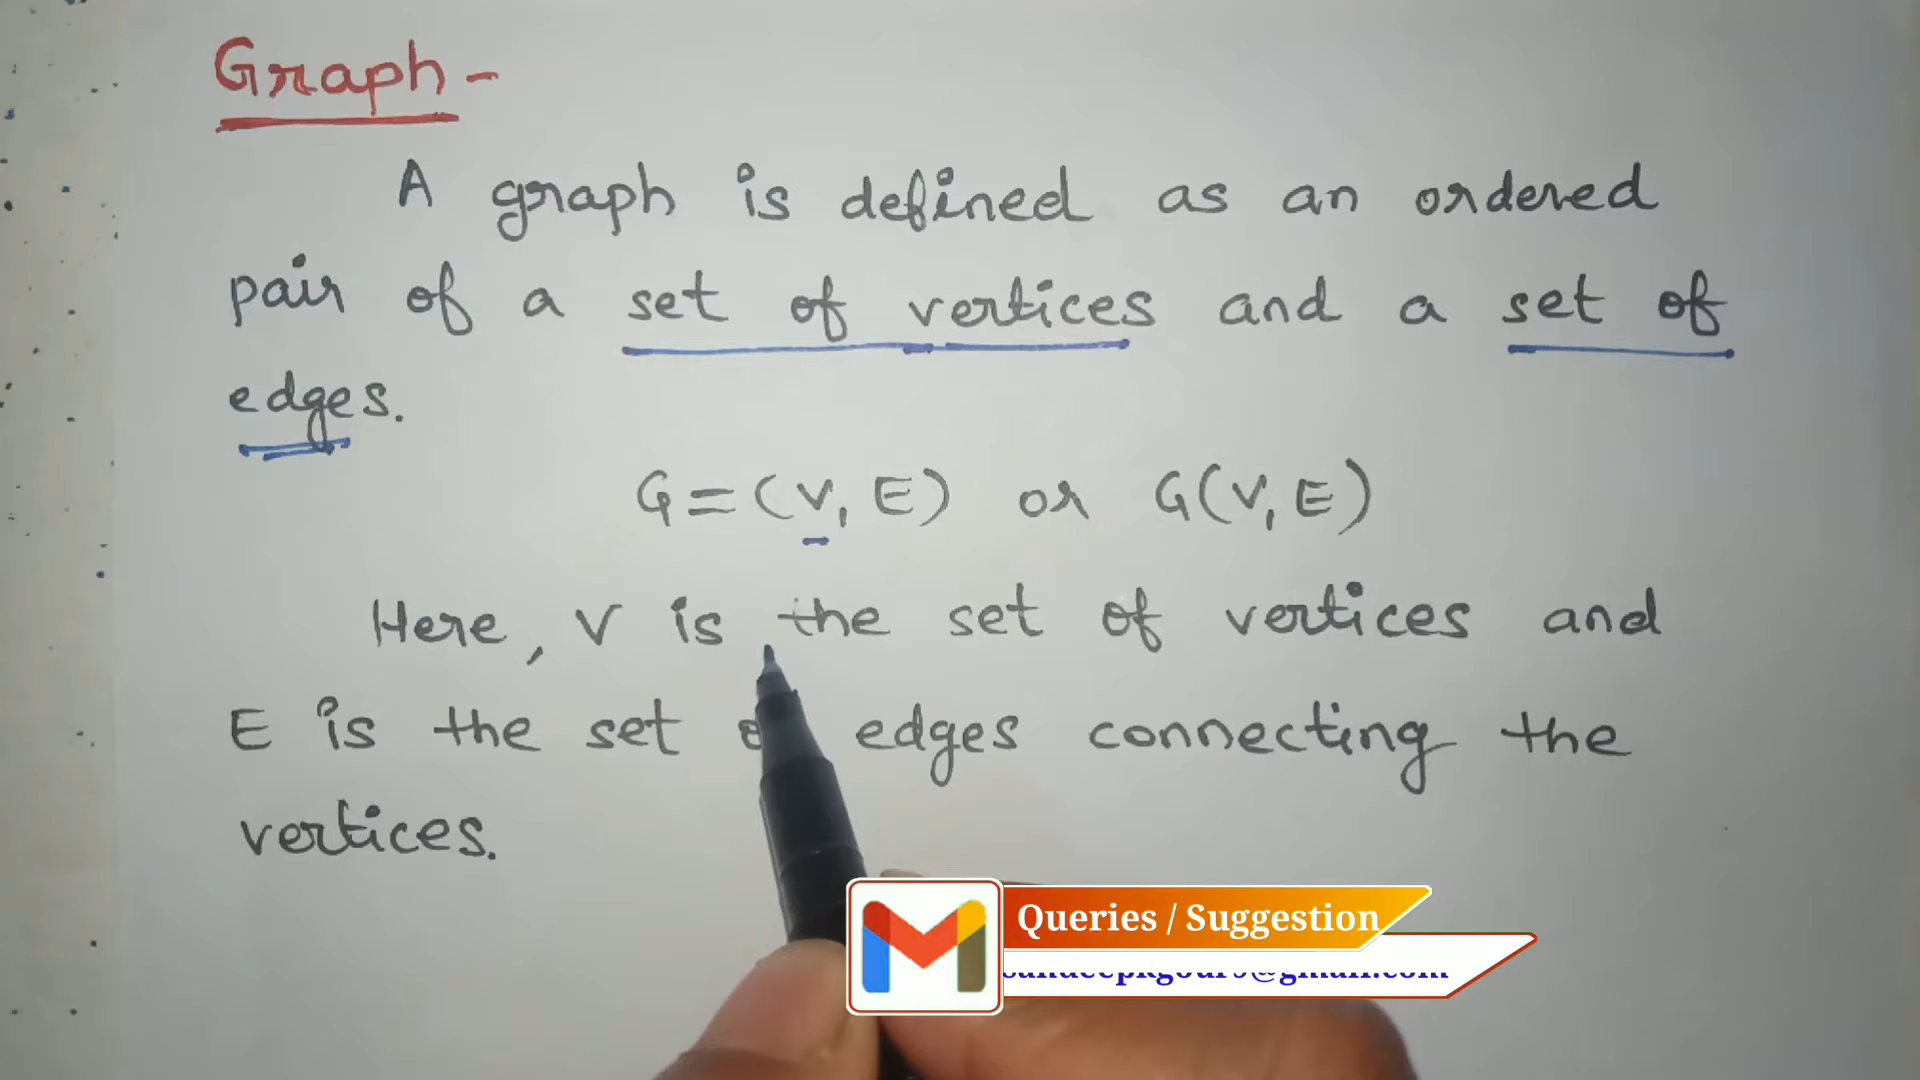 Graph -
A graph is defined as an ordered
pair of a set of vertices and a set of
edges.
G = (V, E) or G(V, E)
Here, V is the set of vertices and
E is the set edges connecting the
vertices.
Queries / Suggestion